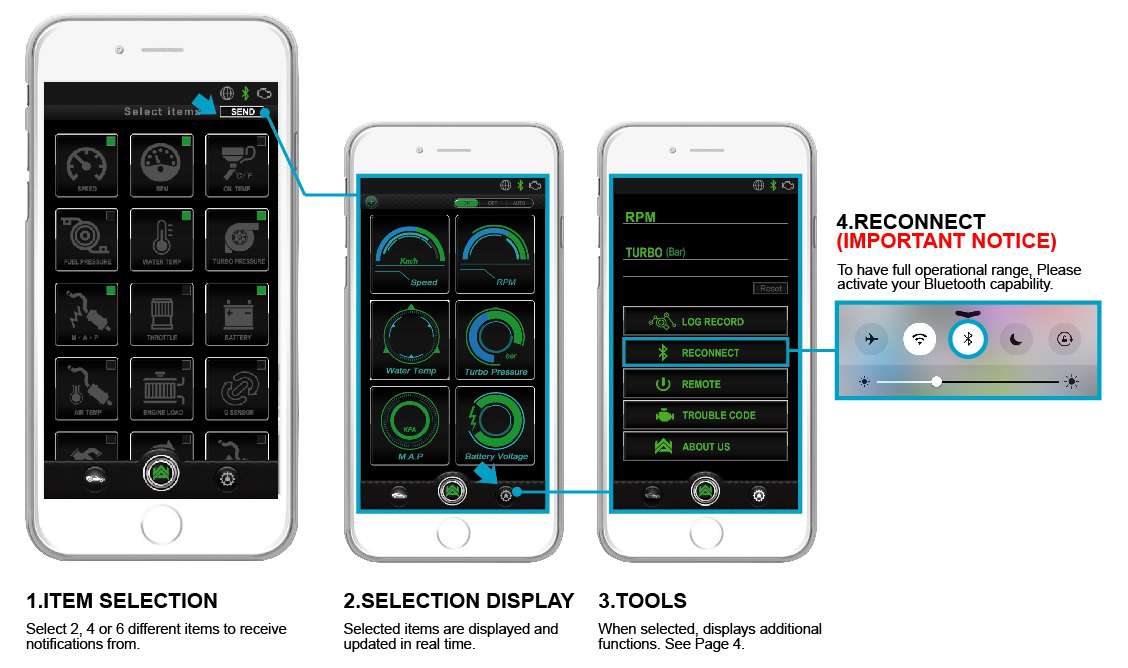 Select items
SEND
SPEED
RPM
OIL TEMP
°C/°F
FUEL PRESSURE
WATER TEMP
TURBO PRESSURE
M - A - P
THROTTLE
BATTERY
AIR TEMP
ENGINE LOAD
G SENSOR
1.ITEM SELECTION
Select 2, 4 or 6 different items to receive
notifications from.
OFF
AUTO
Km/h
Speed
RPM
Water Temp
bar
Turbo Pressure
KPA
M.A.P
Battery Voltage
2.SELECTION DISPLAY
Selected items are displayed and
updated in real time.
RPM
TURBO (Bar)
Reset
LOG RECORD
RECONNECT
REMOTE
TROUBLE CODE
ABOUT US
3.TOOLS
When selected, displays additional
functions. See Page 4.
4.RECONNECT
(IMPORTANT NOTICE)
To have full operational range, Please
activate your Bluetooth capability.